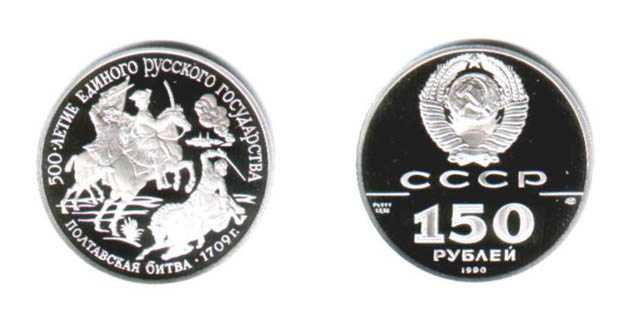 500-ЛЕТИЕ ЕДИНОГО РУССКОГО ГОСУДАРСТВА
ПОЛТАВСКАЯ БИТВА · 1709 г.
СССР
150
РУБЛЕЙ
1990